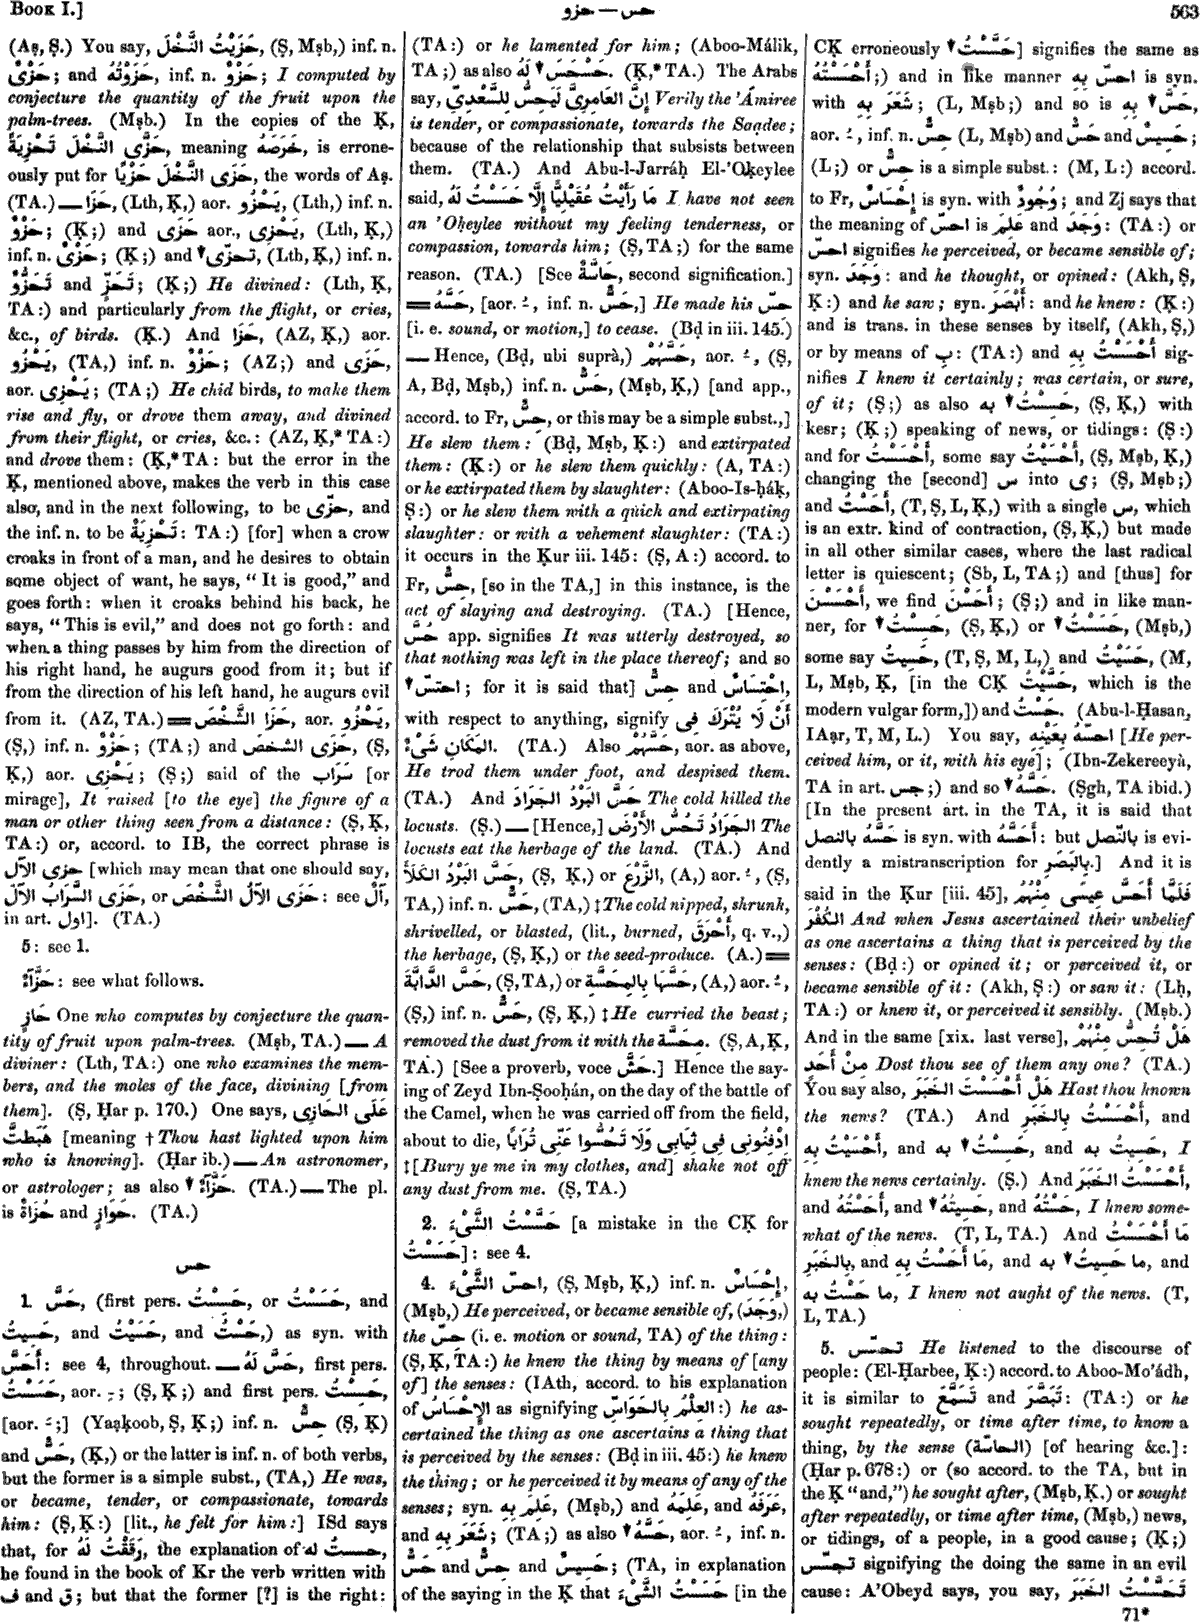 BOOK I.]
حس — حزو
563
(Aṣ, Ṣ.) You say, حَزَيْتُ النَّخْلَ, (Ṣ, Mṣb,) inf. n.
حَزْىٌ; and حَزَوْتُهُ, inf. n. حَزْوٌ; I computed by
conjecture the quantity of the fruit upon the
palm-trees. (Mṣb.) In the copies of the Ḳ,
حَزَّى النَّخْلَ تَحْزِيَةً, meaning خَرَصَهُ, is errone-
ously put for حَزَى النَّخْلَ حَزْيًا, the words of Aṣ.
(TA.) — حَزَا, (Lth, Ḳ,) aor. يَحْزُو, (Lth,) inf. n.
حَزْوٌ; (Ḳ;) and حَزَى aor., يَحْزِى, (Lth, Ḳ,)
inf. n. حَزْىٌ; (Ḳ;) and ▼تحزّى, (Lth, Ḳ,) inf. n.
تَحَزُّوٌ and تَحَزٍّ; (Ḳ;) He divined: (Lth, Ḳ,
TA:) and particularly from the flight, or cries,
&c., of birds. (Ḳ.) And حَزَا, (AZ, Ḳ,) aor.
يَحْزُو, (TA,) inf. n. حَزْوٌ; (AZ;) and حَزَى,
aor. يَحْزِى; (TA;) He chid birds, to make them
rise and fly, or drove them away, and divined
from their flight, or cries, &c.: (AZ, Ḳ,* TA:)
and drove them: (Ḳ,* TA: but the error in the
Ḳ, mentioned above, makes the verb in this case
also, and in the next following, to be حزّى, and
the inf. n. to be تَحْزِيَةٌ: TA:) [for] when a crow
croaks in front of a man, and he desires to obtain
some object of want, he says, “It is good,” and
goes forth: when it croaks behind his back, he
says, “This is evil,” and does not go forth: and
when a thing passes by him from the direction of
his right hand, he augurs good from it; but if
from the direction of his left hand, he augurs evil
from it. (AZ, TA.) ═ حَزَا الشَّخْصَ, aor. يَحْزُو,
(Ṣ,) inf. n. حَزْوٌ; (TA;) and حَزَى الشخصَ, (Ṣ,
Ḳ,) aor. يَحْزِى; (Ṣ;) said of the سَرَاب [or
mirage], It raised [to the eye] the figure of a
man or other thing seen from a distance: (Ṣ, Ḳ,
TA:) or, accord. to IB, the correct phrase is
حزى الآلُ [which may mean that one should say,
حَزَى السَّرَابُ الآلَ, or حَزَى الآلُ الشَّخْصَ: see آلٌ,
in art. اول]. (TA.)
5: see 1.
حَزَّآءٌ: see what follows.
حَازٍ One who computes by conjecture the quan-
tity of fruit upon palm-trees. (Mṣb, TA.) — A
diviner: (Lth, TA:) one who examines the mem-
bers, and the moles of the face, divining [from
them]. (Ṣ, Ḥar p. 170.) One says, عَلَى الحَازِى
هَبَطْتَ [meaning † Thou hast lighted upon him
who is knowing]. (Ḥar ib.) — An astronomer,
or astrologer; as also ▼حَزَّآءٌ. (TA.) — The pl.
is حُزَاةٌ and حَوَازٍ. (TA.)
حس
1. حَسَّ, (first pers. حَسَسْتُ, or حَسِسْتُ, and
حَسِيتُ, and حَسَيْتُ, and حَسْتُ,) as syn. with
أَحَسَّ: see 4, throughout. — حَسَّ لَهُ, first pers.
حَسَسْتُ, aor. ـِ; (Ṣ, Ḳ;) and first pers. حَسِسْتُ,
[aor. ـَ;] (Yaạḳoob, Ṣ, Ḳ;) inf. n. حِسٌّ (Ṣ, Ḳ)
and حَسٌّ, (Ḳ,) or the latter is inf. n. of both verbs,
but the former is a simple subst., (TA,) He was,
or became, tender, or compassionate, towards
him: (Ṣ, Ḳ:) [lit., he felt for him:] ISd says
that, for رَقَقْتُ لَهُ, the explanation of حسست له,
he found in the book of Kr the verb written with
ف and ق; but that the former [?] is the right:
(TA:) or he lamented for him; (Aboo-Málik,
TA;) as also ▼حَسْحَسَ لَهُ. (Ḳ,* TA.) The Arabs
say, إِنَّ العَامِرِىَّ لَيَحِسُّ لِلسَّعْدِىِّ Verily the ’Ámiree
is tender, or compassionate, towards the Saạdee;
because of the relationship that subsists between
them. (TA.) And Abu-l-Jarráḥ El-’Oḳeylee
said, مَا رَأَيْتُ عُقَيْلِيًّا إِلَّا حَسَسْتُ لَهُ I have not seen
an ’Oḳeylee without my feeling tenderness, or
compassion, towards him; (Ṣ, TA;) for the same
reason. (TA.) [See حَاسَّةٌ, second signification.]
═ حَسَّهُ, [aor. ـُ, inf. n. حَسٌّ,] He made his حِسّ
[i. e. sound, or motion,] to cease. (Bḍ in iii. 145.)
— Hence, (Bḍ, ubi suprà,) حَسَّهُمْ, aor. ـُ, (Ṣ,
A, Bḍ, Mṣb,) inf. n. حَسٌّ, (Mṣb, Ḳ,) [and app.,
accord. to Fr, حِسٌّ, or this may be a simple subst.,]
He slew them: (Bḍ, Mṣb, Ḳ:) and extirpated
them: (Ḳ:) or he slew them quickly: (A, TA:)
or he extirpated them by slaughter: (Aboo-Is-ḥáḳ,
Ṣ:) or he slew them with a quick and extirpating
slaughter: or with a vehement slaughter: (TA:)
it occurs in the Ḳur iii. 145: (Ṣ, A:) accord. to
Fr, حَسٌّ, [so in the TA,] in this instance, is the
act of slaying and destroying. (TA.) [Hence,
حُسَّ app. signifies It was utterly destroyed, so
that nothing was left in the place thereof; and so
▼احتسّ; for it is said that] حِسٌّ and اِحْتِسَاسٌ,
with respect to anything, signify أَنْ لَا يُتْرَكَ فِى
المَكَانِ شَىْءٌ. (TA.) Also حَسَّهُمْ, aor. as above,
He trod them under foot, and despised them.
(TA.) And حَسَّ البَرْدُ الجَرَادَ The cold killed the
locusts. (Ṣ.) — [Hence,] الجَرَادُ تَحُسُّ الأَرْضَ The
locusts eat the herbage of the land. (TA.) And
حَسَّ البَرْدُ الكَلَأَ, (Ṣ, Ḳ,) or الزَّرْعَ, (A,) aor. ـُ, (Ṣ,
TA,) inf. n. حَسٌّ, (TA,) ‡ The cold nipped, shrunk,
shrivelled, or blasted, (lit., burned, أَحْرَقَ, q. v.,)
the herbage, (Ṣ, Ḳ,) or the seed-produce. (A.) ═
حَسَّ الدَّابَّةَ, (Ṣ, TA,) or حَسَّهَا بِالمِحَسَّةِ, (A,) aor. ـُ,
(Ṣ,) inf. n. حَسٌّ, (Ṣ, Ḳ,) ‡ He curried the beast;
removed the dust from it with the مِحَسَّة. (Ṣ, A, Ḳ,
TA.) [See a proverb, voce حَشَّ.] Hence the say-
ing of Zeyd Ibn-Ṣooḥán, on the day of the battle of
the Camel, when he was carried off from the field,
about to die, اِدْفِنُونِى فِى ثِيَابِى وَلَا تَحُسُّوا عَنِّى تُرَابًا
‡ [Bury ye me in my clothes, and] shake not off
any dust from me. (Ṣ, TA.)
2. حَسَّسْتُ الشَّىْءَ [a mistake in the CḲ for
حَسَسْتُ]: see 4.
4. احسّ الشَّىْءَ, (Ṣ, Mṣb, Ḳ,) inf. n. إِحْسَاسٌ,
(Mṣb,) He perceived, or became sensible of, (وَجَدَ,)
the حِسّ (i. e. motion or sound, TA) of the thing:
(Ṣ, Ḳ, TA:) he knew the thing by means of [any
of] the senses: (IAth, accord. to his explanation
of الإِحْسَاسُ as signifying العِلْمُ بِالحَوَاسِّ:) he as-
certained the thing as one ascertains a thing that
is perceived by the senses: (Bḍ in iii. 45:) he knew
the thing; or he perceived it by means of any of the
senses; syn. عَلِمَ بِهِ, (Mṣb,) and عَلِمَهُ, and عَرَفَهُ,
and شَعَرَ بِهِ; (TA;) as also ▼حَسَّهُ, aor. ـُ, inf. n.
حَسٌّ and حِسٌّ and حَسِيسٌ; (TA, in explanation
of the saying in the Ḳ that حَسَسْتُ الشَّىْءَ [in the
CḲ erroneously ▼حَسَّسْتُ] signifies the same as
أَحْسَسْتُهُ;) and in like manner احسّ بِهِ is syn.
with شَعَرَ بِهِ; (L, Mṣb;) and so is ▼حَسَّ بِهِ,
aor. ـُ, inf. n. حِسٌّ (L, Mṣb) and حَسٌّ and حَسِيسٌ;
(L;) or حِسٌّ is a simple subst.: (M, L:) accord.
to Fr, إِحْسَاسٌ is syn. with وُجُودٌ; and Zj says that
the meaning of احسّ is عَلِمَ and وَجَدَ: (TA:) or
احسّ signifies he perceived, or became sensible of;
syn. وَجَدَ: and he thought, or opined: (Akh, Ṣ,
Ḳ:) and he saw; syn. أَبْصَرَ: and he knew: (Ḳ:)
and is trans. in these senses by itself, (Akh, Ṣ,)
or by means of بِ: (TA:) and أَحْسَسْتُ بِهِ sig-
nifies I knew it certainly; was certain, or sure,
of it; (Ṣ;) as also ▼حَسِسْتُ به, (Ṣ, Ḳ,) with
kesr; (Ḳ;) speaking of news, or tidings: (Ṣ:)
and for أَحْسَسْتُ, some say أَحْسَيْتُ, (Ṣ, Mṣb, Ḳ,)
changing the [second] س into ى; (Ṣ, Mṣb;)
and أَحَسْتُ, (T, Ṣ, L, Ḳ,) with a single س, which
is an extr. kind of contraction, (Ṣ, Ḳ,) but made
in all other similar cases, where the last radical
letter is quiescent; (Sb, L, TA;) and [thus] for
أَحْسَسْنَ, we find أَحَسْنَ; (Ṣ;) and in like man-
ner, for ▼حَسِسْتُ, (Ṣ, Ḳ,) or ▼حَسَسْتُ, (Mṣb,)
some say حَسِيتُ, (T, Ṣ, M, L,) and حَسَيْتُ, (M,
L, Mṣb, Ḳ, [in the CḲ حَسَّيْتُ, which is the
modern vulgar form,]) and حَسْتُ. (Abu-l-Ḥasan,
IAạr, T, M, L.) You say, احسّهُ بِعَيْنِهِ [He per-
ceived him, or it, with his eye]; (Ibn-Zekereeyà,
TA in art. جس;) and so ▼حَسَّهُ. (Ṣgh, TA ibid.)
[In the present art. in the TA, it is said that
حَسَّهُ بالنصل is syn. with أَحَسَّهُ: but بالنّصل is evi-
dently a mistranscription for بِالبَصَرِ.] And it is
said in the Ḳur [iii. 45], فَلَمَّا أَحَسَّ عِيسَى مِنْهُمُ
الكُفْرَ And when Jesus ascertained their unbelief
as one ascertains a thing that is perceived by the
senses: (Bḍ:) or opined it; or perceived it, or
became sensible of it: (Akh, Ṣ:) or saw it: (Lḥ,
TA:) or knew it, or perceived it sensibly. (Mṣb.)
And in the same [xix. last verse], هَلْ تُحِسُّ مِنْهُمْ
مِنْ أَحَدٍ Dost thou see of them any one? (TA.)
You say also, هَلْ أَحْسَسْتَ الخَبَرَ Hast thou known
the news? (TA.) And أَحْسَسْتُ بِالخَبَرِ, and
أَحْسَيْتُ بِهِ, and ▼حَسِسْتُ به, and حَسِيتُ بِهِ, I
knew the news certainly. (Ṣ.) And أَحْسَسْتُ الخَبَرَ,
and أَحَسْتُهُ, and ▼حَسِيتُهُ, and حَسْتُهُ, I knew some-
what of the news. (T, L, TA.) And مَا أَحْسَسْتُ
بِالخَبَرِ, and مَا أَحَسْتُ بِهِ, and ما ▼حَسِيتُ به, and
ما حَسْتُ به, I knew not aught of the news. (T,
L, TA.)
5. تحسّس He listened to the discourse of
people: (El-Ḥarbee, Ḳ:) accord. to Aboo-Mo’ádh,
it is similar to تَسَمَّعَ and تَبَصَّرَ: (TA:) or he
sought repeatedly, or time after time, to know a
thing, by the sense (الحاسّة) [of hearing &c.]:
(Ḥar p. 678:) or (so accord. to the TA, but in
the Ḳ “and,”) he sought after, (Mṣb, Ḳ,) or sought
after repeatedly, or time after time, (Mṣb,) news,
or tidings, of a people, in a good cause; (Ḳ;)
تجسّس signifying the doing the same in an evil
cause: A’Obeyd says, you say, تَحَسَّسْتُ الخَبَرَ
71*